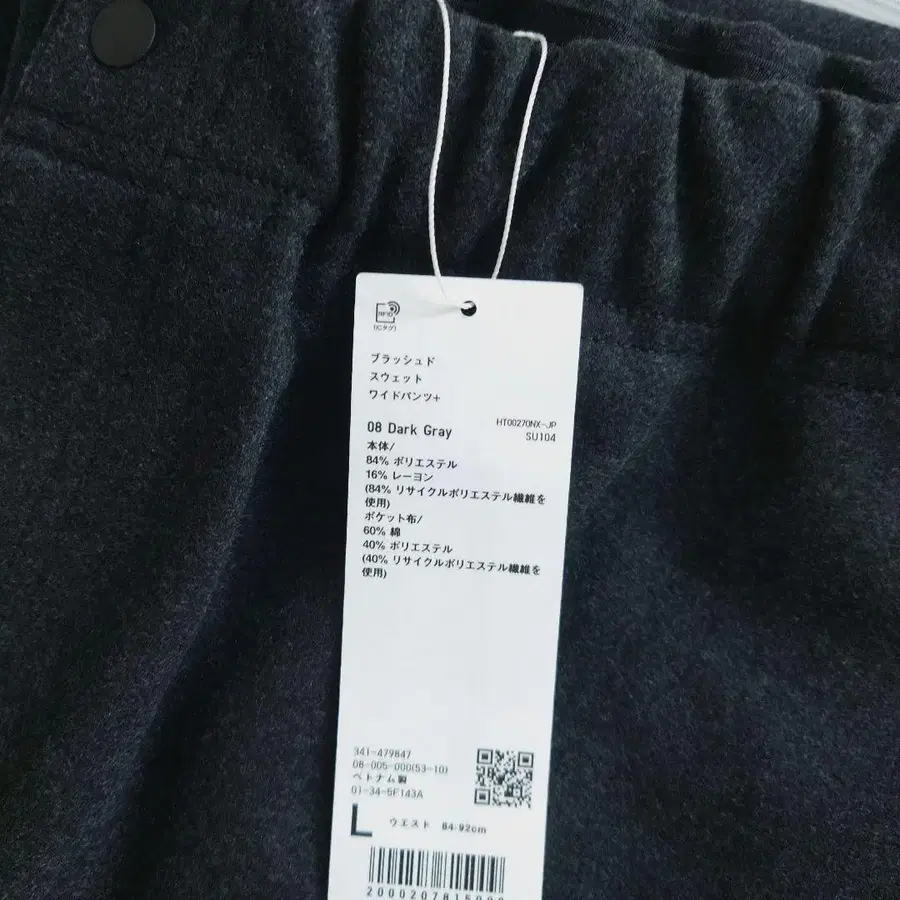 RFID
(ICタグ)
ブラッシュド
スウェット
ワイドパンツ+
08 Dark Gray
HT00270NX-JP
SU104
本体/
84% ポリエステル
16% レーヨン
(84% リサイクルポリエステル繊維を
使用)
ポケット布/
60% 綿
40% ポリエステル
(40% リサイクルポリエステル繊維を
使用)
341-479847
08-005-000(53-10)
ベトナム製
01-34-5F143A
L ウエスト 84-92cm